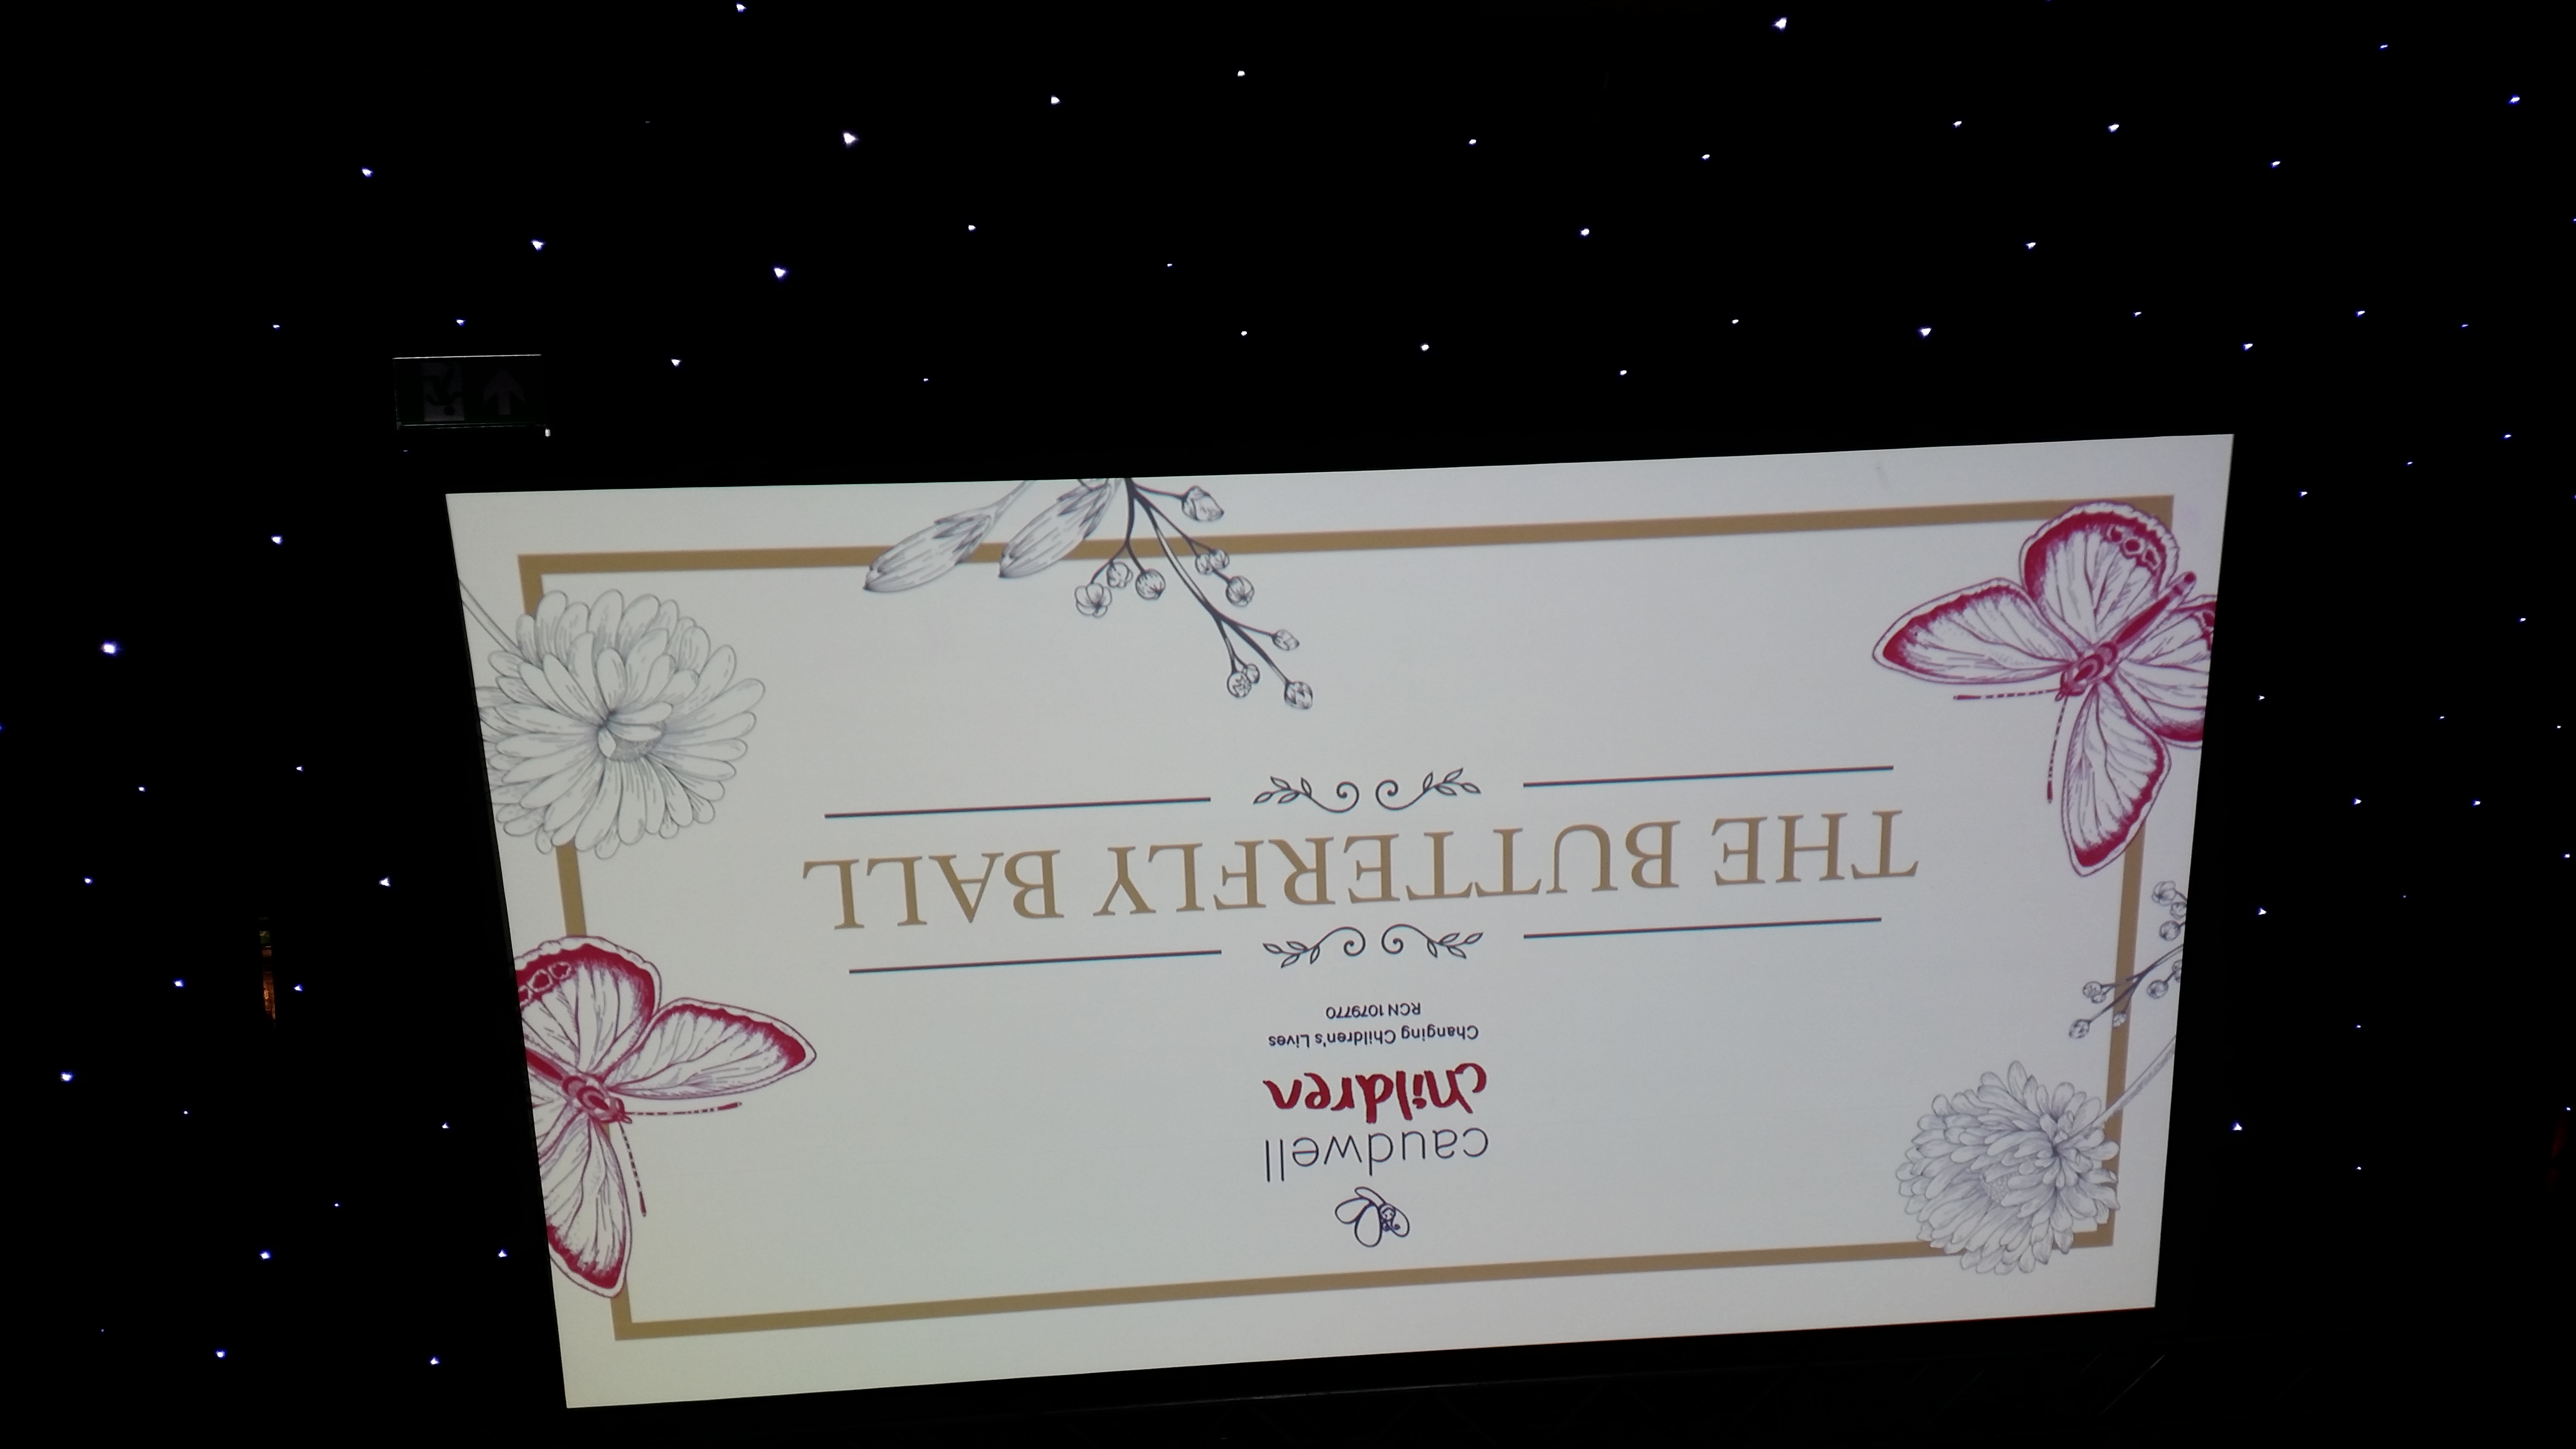 caudwell
children
Changing Children's Lives
RCN 1079770
THE BUTTERFLY BALL